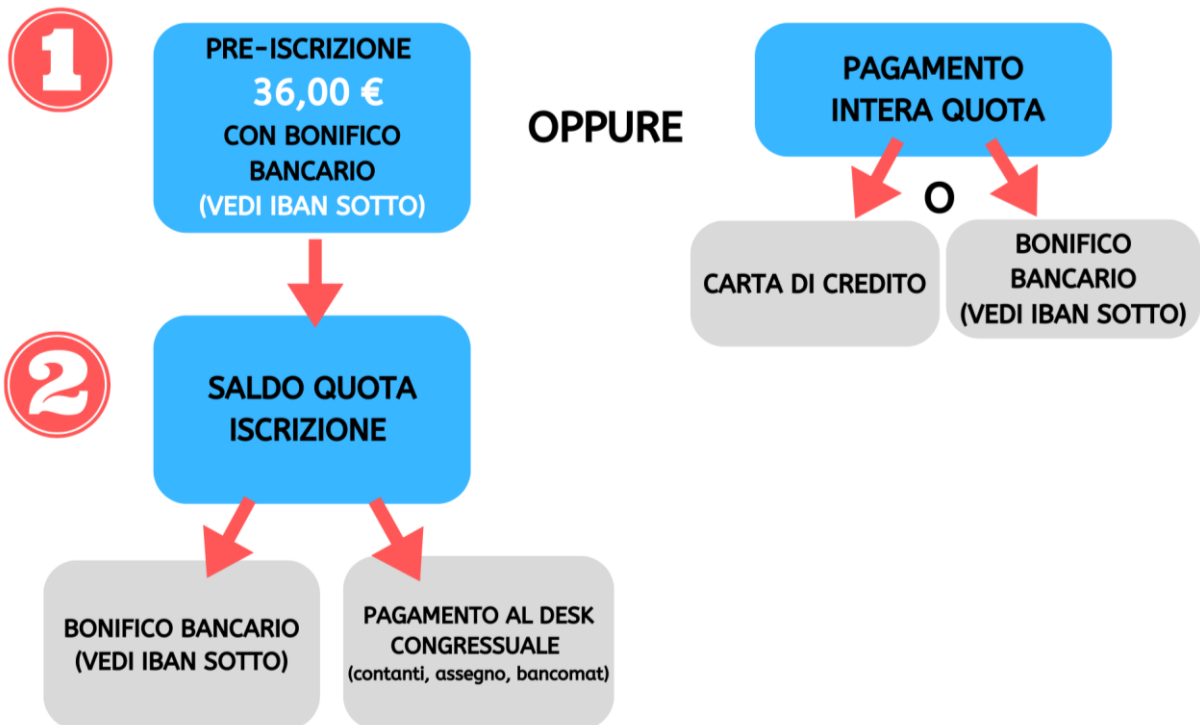 1
PRE-ISCRIZIONE
36,00 €
CON BONIFICO
BANCARIO
(VEDI IBAN SOTTO)
OPPURE
PAGAMENTO
INTERA QUOTA
O
CARTA DI CREDITO
BONIFICO
BANCARIO
(VEDI IBAN SOTTO)
2
SALDO QUOTA
ISCRIZIONE
BONIFICO BANCARIO
(VEDI IBAN SOTTO)
PAGAMENTO AL DESK
CONGRESSUALE
(contanti, assegno, bancomat)